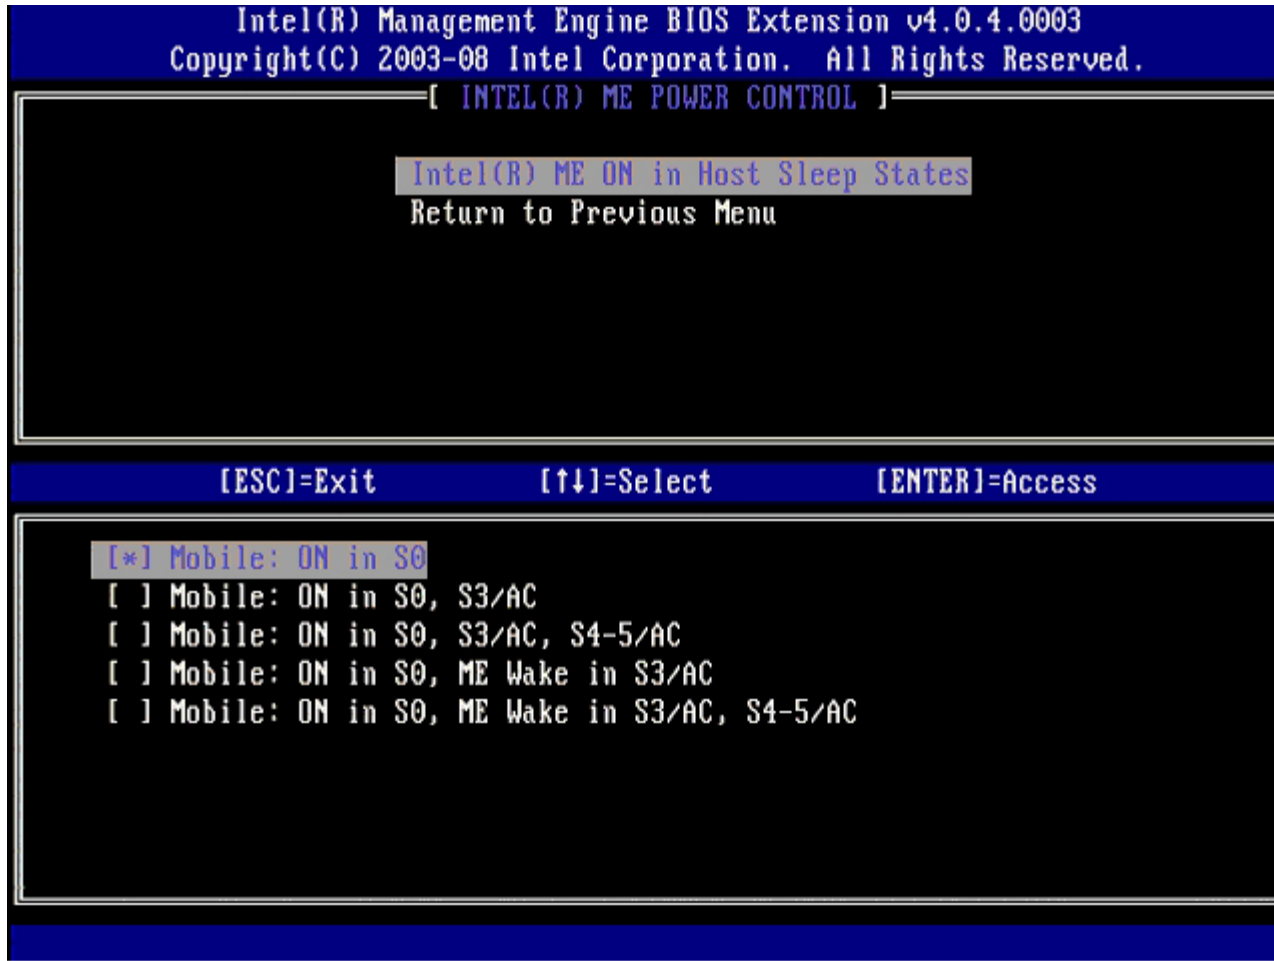 Intel(R) Management Engine BIOS Extension v4.0.4.0003
Copyright(C) 2003-08 Intel Corporation.  All Rights Reserved.
[ INTEL(R) ME POWER CONTROL ]
Intel(R) ME ON in Host Sleep States
Return to Previous Menu
[ESC]=Exit [↑↓]=Select [ENTER]=Access
[*] Mobile: ON in S0
[ ] Mobile: ON in S0, S3/AC
[ ] Mobile: ON in S0, S3/AC, S4-5/AC
[ ] Mobile: ON in S0, ME Wake in S3/AC
[ ] Mobile: ON in S0, ME Wake in S3/AC, S4-5/AC